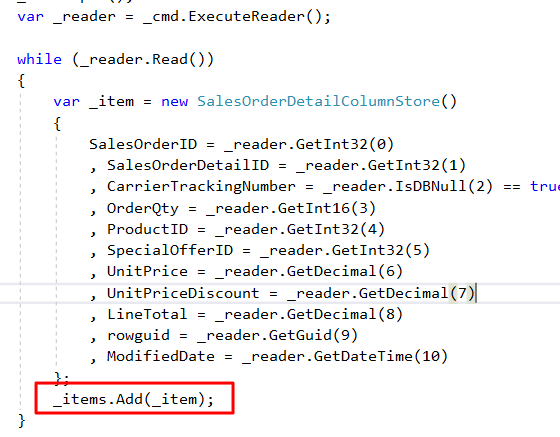 var _reader = _cmd.ExecuteReader();
while (_reader.Read())
{
var _item = new SalesOrderDetailColumnStore()
{
SalesOrderID = _reader.GetInt32(0)
, SalesOrderDetailID = _reader.GetInt32(1)
, CarrierTrackingNumber = _reader.IsDBNull(2) == true
, OrderQty = _reader.GetInt16(3)
, ProductID = _reader.GetInt32(4)
, SpecialOfferID = _reader.GetInt32(5)
, UnitPrice = _reader.GetDecimal(6)
, UnitPriceDiscount = _reader.GetDecimal(7)
, LineTotal = _reader.GetDecimal(8)
, rowguid = _reader.GetGuid(9)
, ModifiedDate = _reader.GetDateTime(10)
};
_items.Add(_item);
}